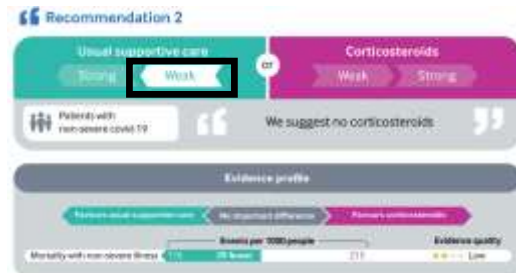 Recommendation 2
Usual supportive care
or
Corticosteroids
Strong
Weak
Weak
Strong
Patients with
non-severe covid-19
We suggest no corticosteroids
Evidence profile
Favours usual supportive care
No important difference
Favours corticosteroids
Events per 1000 people
Evidence quality
Mortality with non-severe illness
Low